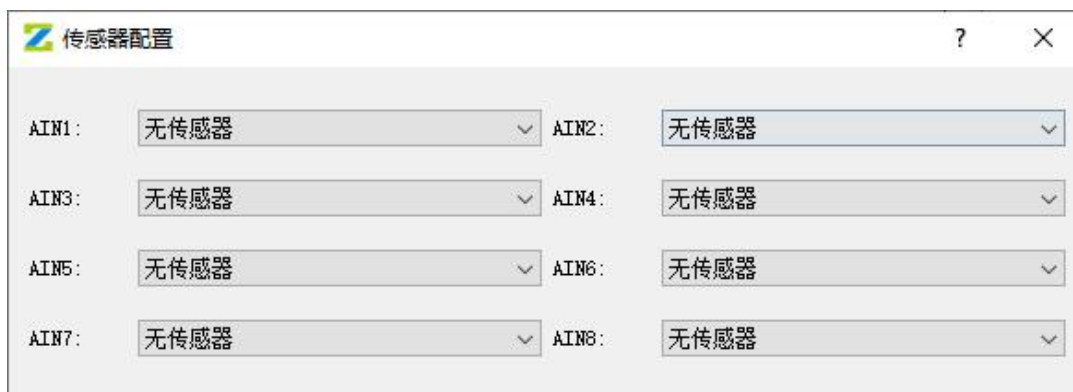 传感器配置 ?
AIN1: 无传感器 AIN2: 无传感器
AIN3: 无传感器 AIN4: 无传感器
AIN5: 无传感器 AIN6: 无传感器
AIN7: 无传感器 AIN8: 无传感器